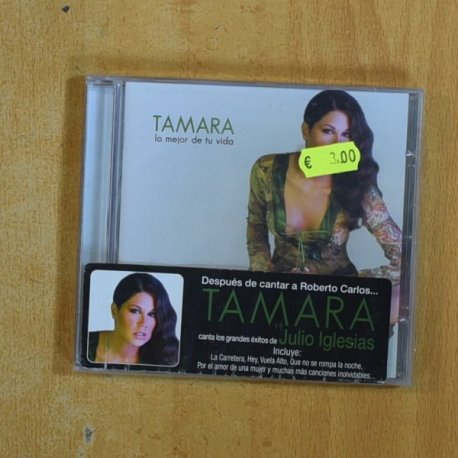 TAMARA
lo mejor de tu vida
€ 3.00
Después de cantar a Roberto Carlos...
TAMARA
canta los grandes éxitos de Julio Iglesias
Incluye:
La Carretera, Hey, Vuela Alto, Que no se rompa la noche,
Por el amor de una mujer y muchas más canciones inolvidables.